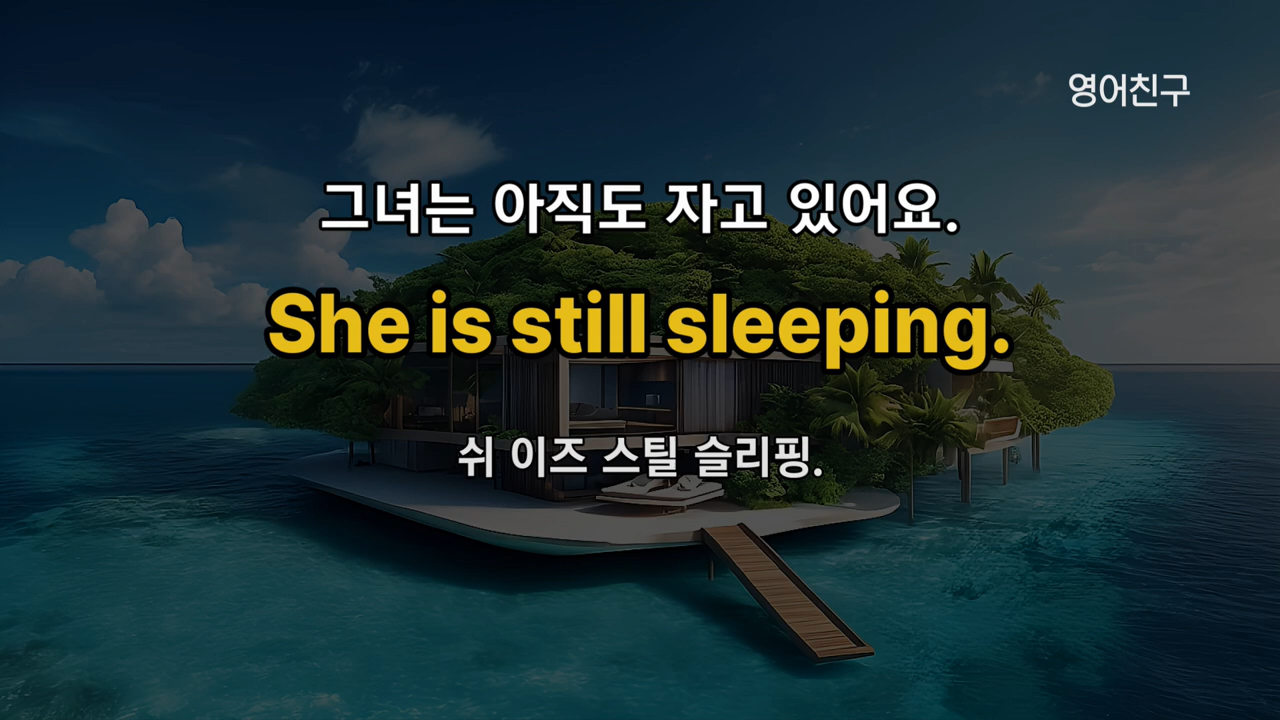 영어친구
그녀는 아직도 자고 있어요.
She is still sleeping.
쉬 이즈 스틸 슬리핑.